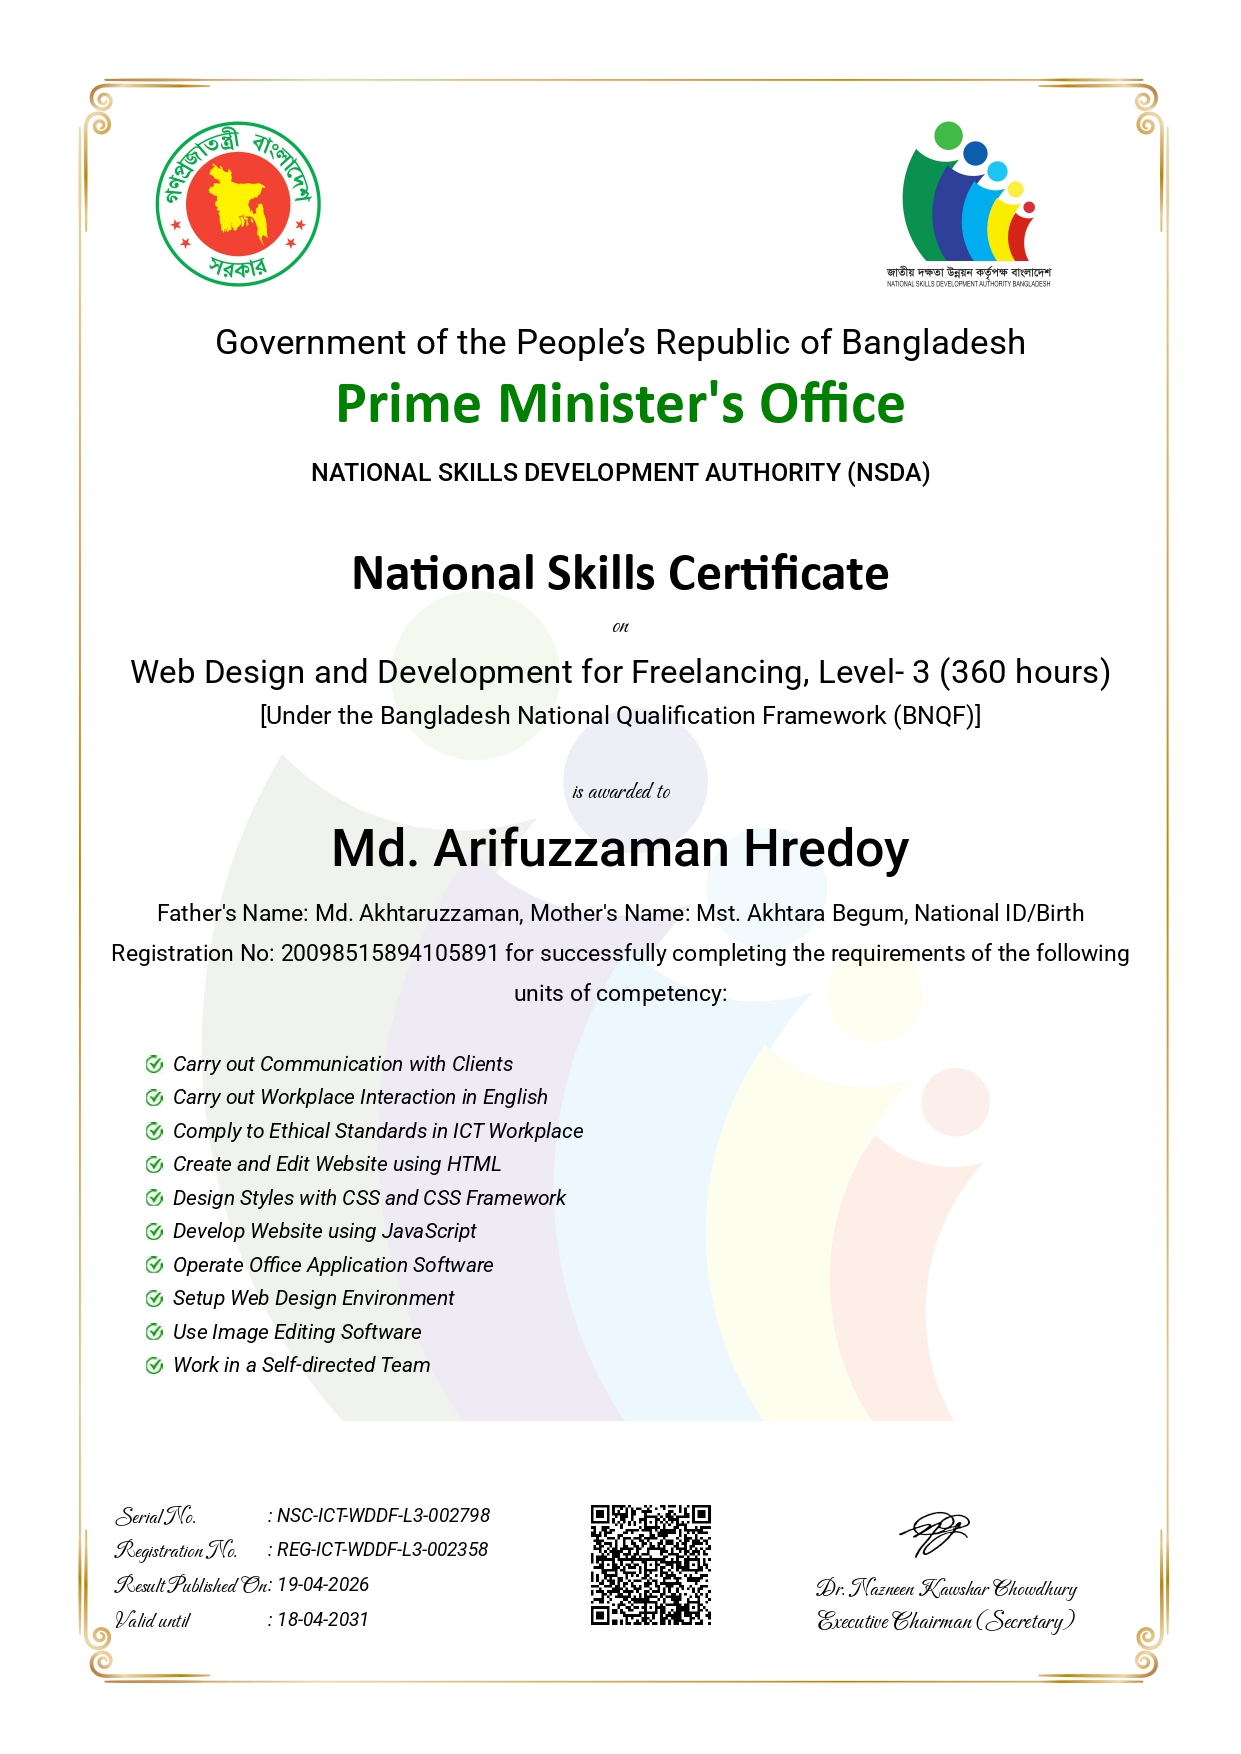 গণপ্রজাতন্ত্রী বাংলাদেশ
সরকার
জাতীয় দক্ষতা উন্নয়ন কর্তৃপক্ষ বাংলাদেশ
NATIONAL SKILLS DEVELOPMENT AUTHORITY BANGLADESH
Government of the People’s Republic of Bangladesh
Prime Minister's Office
NATIONAL SKILLS DEVELOPMENT AUTHORITY (NSDA)
National Skills Certificate
on
Web Design and Development for Freelancing, Level- 3 (360 hours)
[Under the Bangladesh National Qualification Framework (BNQF)]
is awarded to
Md. Arifuzzaman Hredoy
Father's Name: Md. Akhtaruzzaman, Mother's Name: Mst. Akhtara Begum, National ID/Birth
Registration No: 20098515894105891 for successfully completing the requirements of the following
units of competency:
Carry out Communication with Clients
Carry out Workplace Interaction in English
Comply to Ethical Standards in ICT Workplace
Create and Edit Website using HTML
Design Styles with CSS and CSS Framework
Develop Website using JavaScript
Operate Office Application Software
Setup Web Design Environment
Use Image Editing Software
Work in a Self-directed Team
Serial No. : NSC-ICT-WDDF-L3-002798
Registration No. : REG-ICT-WDDF-L3-002358
Result Published On : 19-04-2026
Valid until : 18-04-2031
Dr. Nazneen Kawshar Chowdhury
Executive Chairman (Secretary)